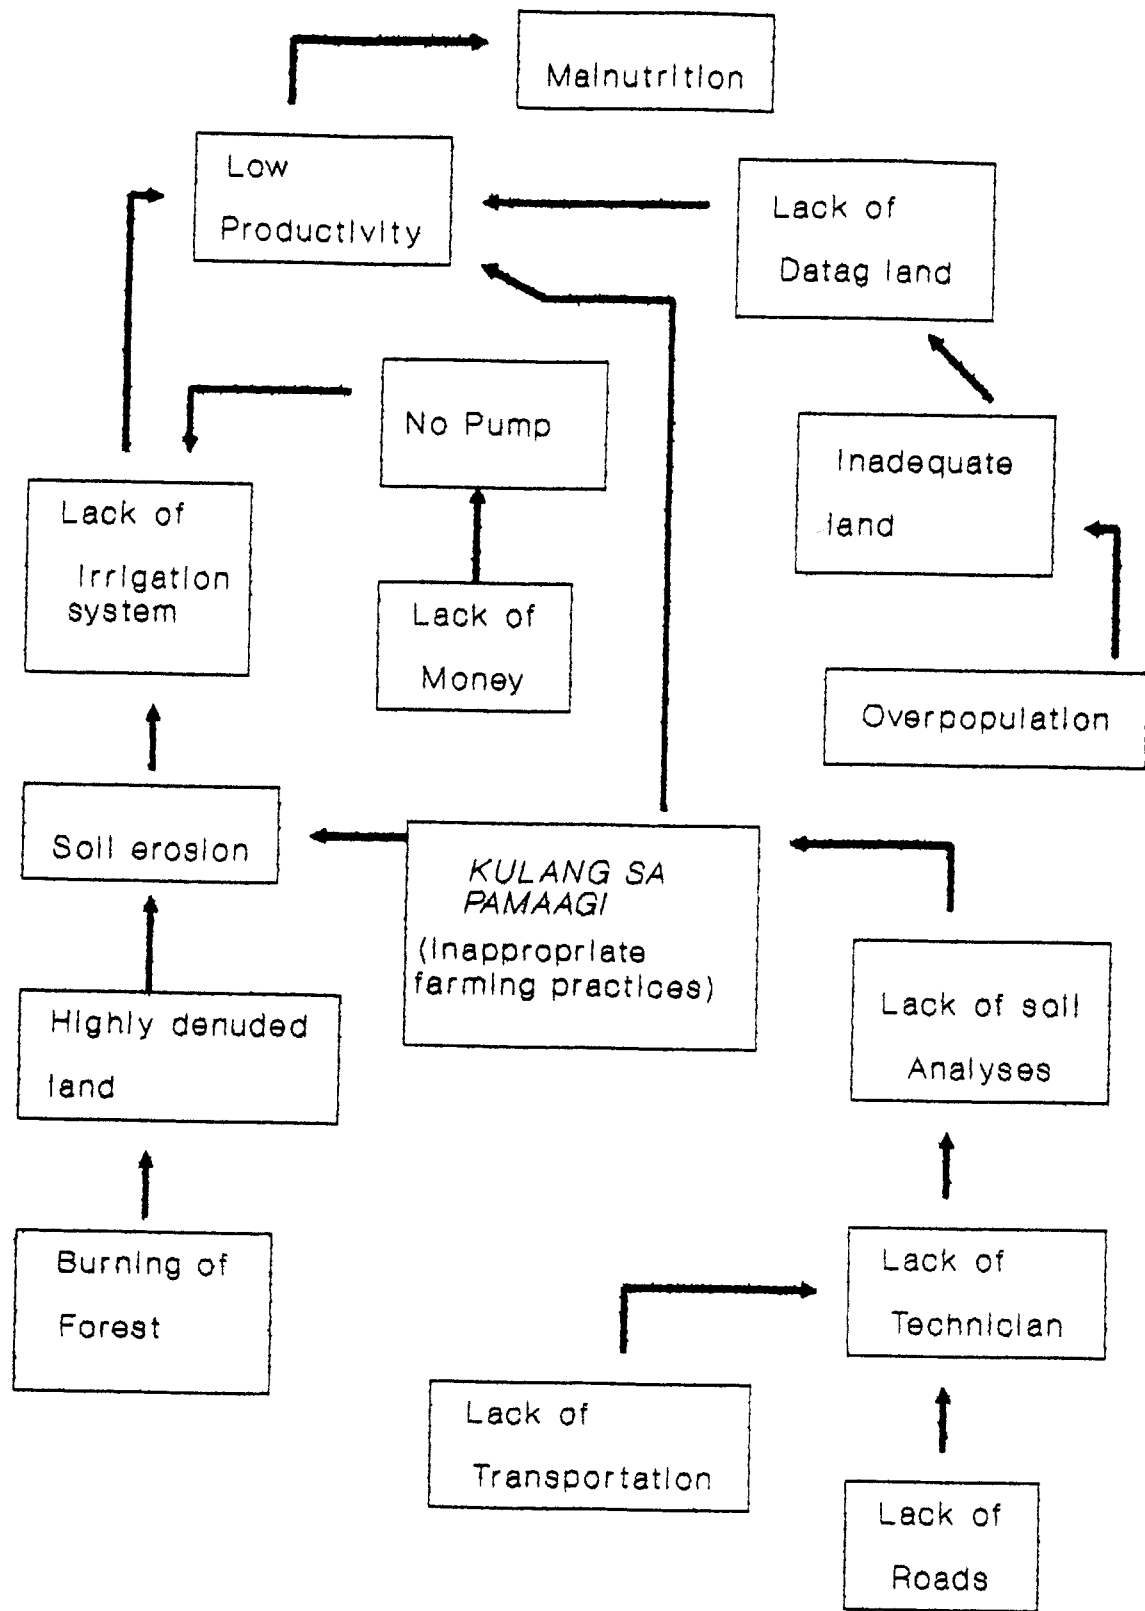 Malnutrition
Low
Productivity
Lack of
Datag land
No Pump
Inadequate
land
Lack of
Irrigation
system
Lack of
Money
Overpopulation
Soil erosion
KULANG SA
PAMAAGI
(Inappropriate
farming practices)
Lack of soil
Analyses
Highly denuded
land
Burning of
Forest
Lack of
Technician
Lack of
Transportation
Lack of
Roads